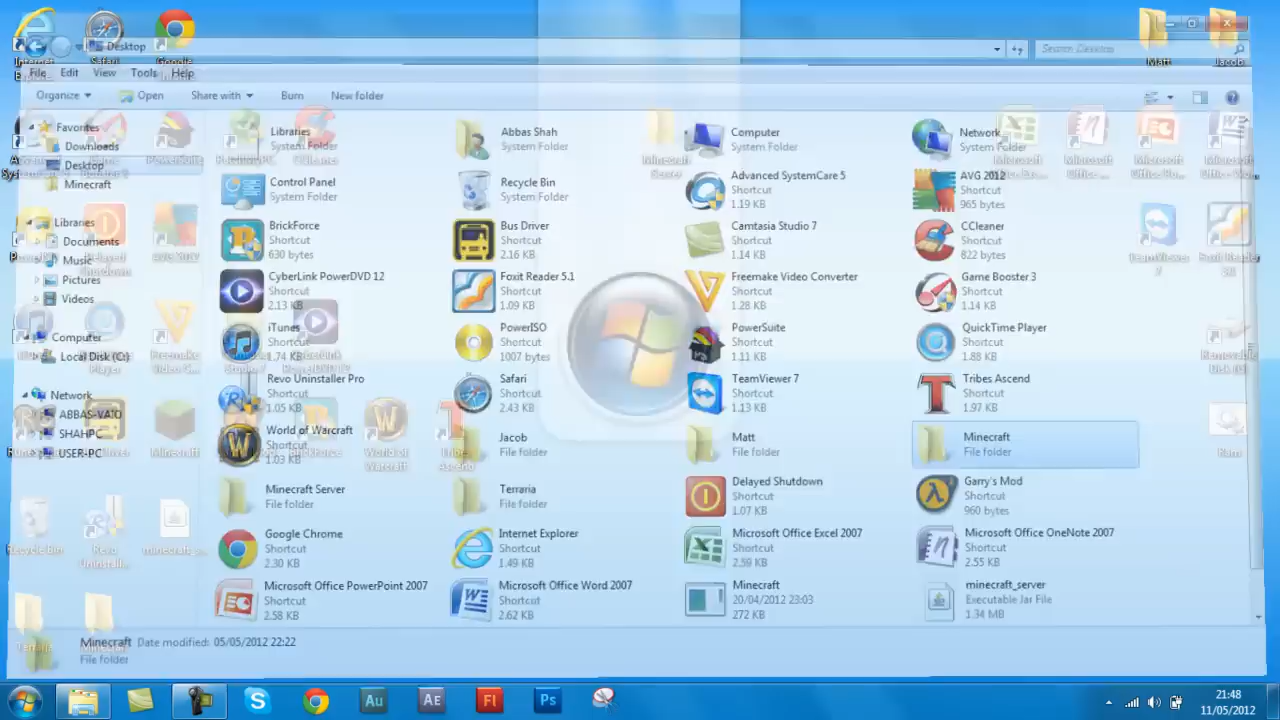 Desktop
Search Desktop
Matt
Jacob
File Edit View Tools Help
Organize Open Share with Burn New folder
Favorites
Downloads
Desktop
Minecraft
Libraries
Documents
Music
Pictures
Videos
Computer
Local Disk (C:)
Network
ABBAS-VAIO
SHAHPC
USER-PC
Libraries
System Folder
Abbas Shah
System Folder
Computer
System Folder
Network
System Folder
Control Panel
System Folder
Recycle Bin
System Folder
Advanced SystemCare 5
Shortcut
1.19 KB
AVG 2012
Shortcut
965 bytes
BrickForce
Shortcut
630 bytes
Bus Driver
Shortcut
2.16 KB
Camtasia Studio 7
Shortcut
1.14 KB
CCleaner
Shortcut
822 bytes
CyberLink PowerDVD 12
Shortcut
2.13 KB
Foxit Reader 5.1
Shortcut
1.09 KB
Freemake Video Converter
Shortcut
1.28 KB
Game Booster 3
Shortcut
1.14 KB
iTunes
Shortcut
1.74 KB
PowerISO
Shortcut
1007 bytes
PowerSuite
Shortcut
1.11 KB
QuickTime Player
Shortcut
1.88 KB
Revo Uninstaller Pro
Shortcut
1.05 KB
Safari
Shortcut
2.43 KB
TeamViewer 7
Shortcut
1.13 KB
Tribes Ascend
Shortcut
1.97 KB
World of Warcraft
Shortcut
1.03 KB
Jacob
File folder
Matt
File folder
Minecraft
File folder
Minecraft Server
File folder
Terraria
File folder
Delayed Shutdown
Shortcut
1.07 KB
Garry's Mod
Shortcut
960 bytes
Google Chrome
Shortcut
2.30 KB
Internet Explorer
Shortcut
1.49 KB
Microsoft Office Excel 2007
Shortcut
2.59 KB
Microsoft Office OneNote 2007
Shortcut
2.55 KB
Microsoft Office PowerPoint 2007
Shortcut
2.58 KB
Microsoft Office Word 2007
Shortcut
2.62 KB
Minecraft
20/04/2012 23:03
272 KB
minecraft_server
Executable Jar File
1.34 MB
Minecraft Date modified: 05/05/2012 22:22
File folder
Au AE Fl Ps
21:48
11/05/2012